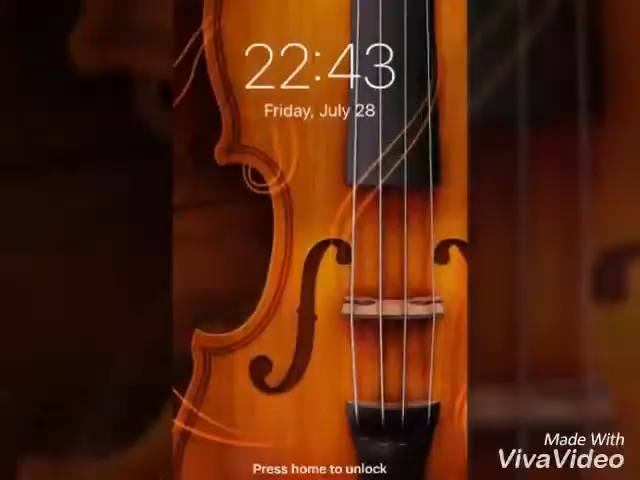 22:43
Friday, July 28
Press home to unlock
Made With
VivaVideo